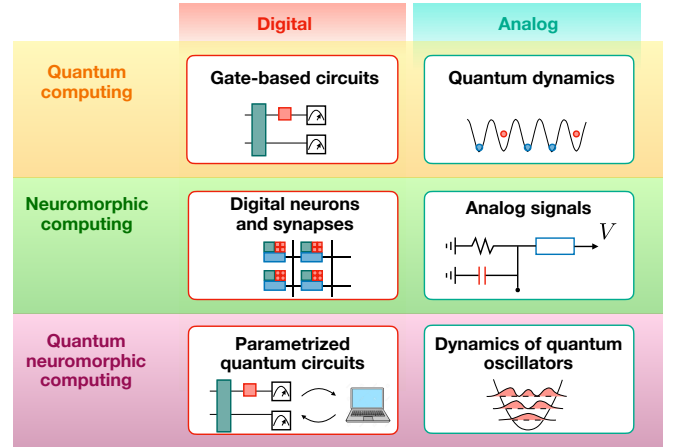 Digital
Analog
Quantum
computing
Gate-based circuits
Quantum dynamics
Neuromorphic
computing
Digital neurons
and synapses
Analog signals
V
Quantum
neuromorphic
computing
Parametrized
quantum circuits
Dynamics of quantum
oscillators